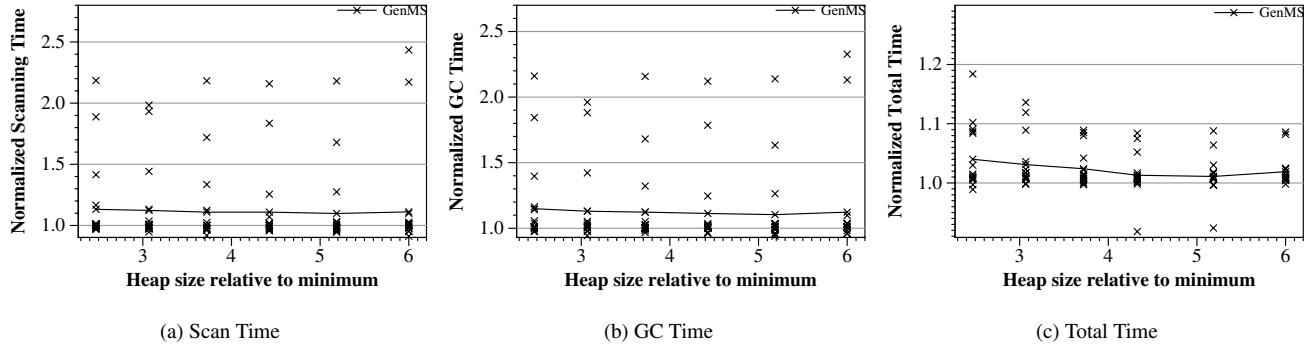 GenMS
Normalized Scanning Time
2.5
2.0
1.5
1.0
3
4
5
6
Heap size relative to minimum
(a) Scan Time
GenMS
Normalized GC Time
2.5
2.0
1.5
1.0
3
4
5
6
Heap size relative to minimum
(b) GC Time
GenMS
Normalized Total Time
1.2
1.1
1.0
3
4
5
6
Heap size relative to minimum
(c) Total Time